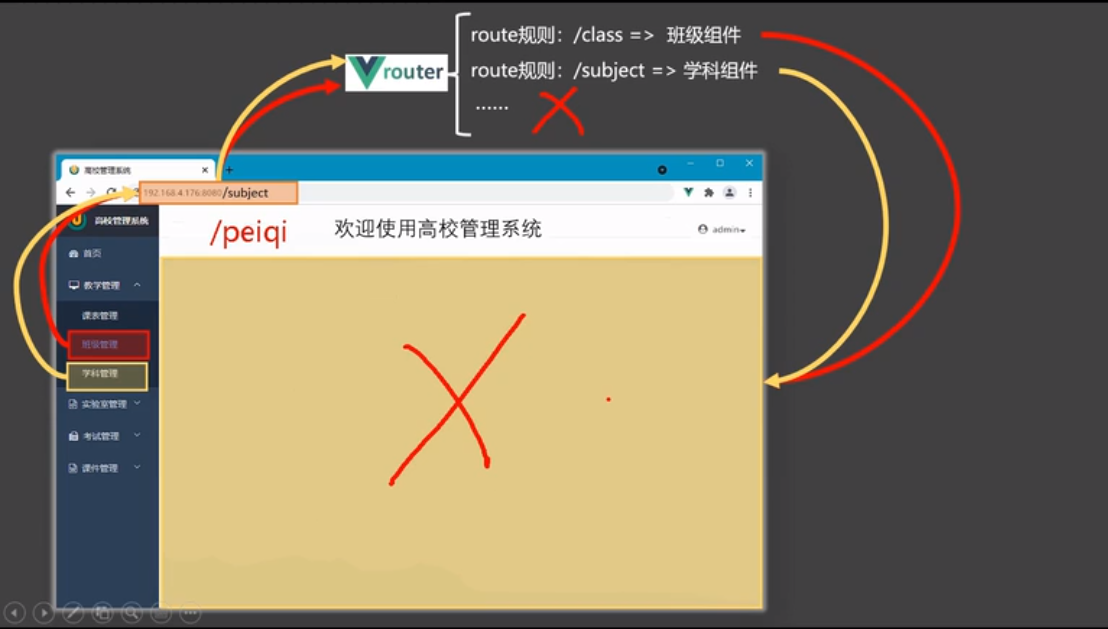 route规则：/class => 班级组件
router
route规则：/subject => 学科组件
......
高校管理系统
192.168.4.176:8080/subject
高校管理系统
/peiqi
欢迎使用高校管理系统
admin
首页
教学管理
课表管理
班级管理
学科管理
实验室管理
考试管理
课件管理